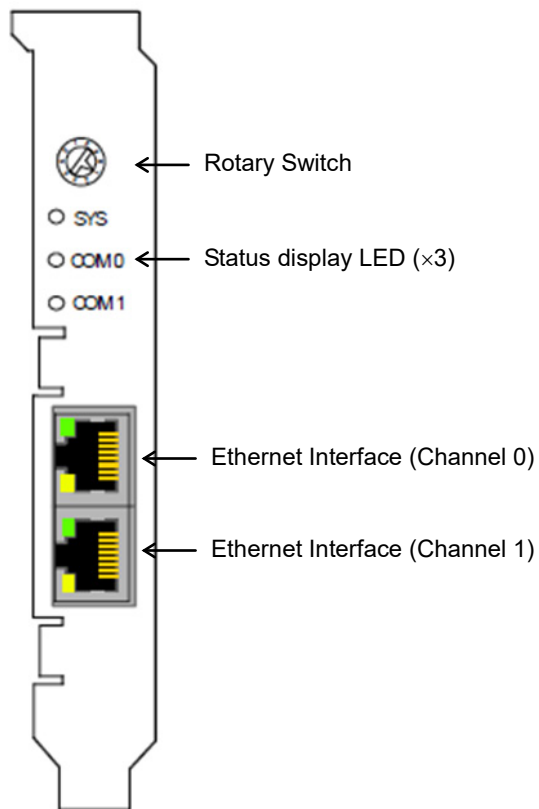 Rotary Switch
SYS
COM0
Status display LED (×3)
COM1
Ethernet Interface (Channel 0)
Ethernet Interface (Channel 1)